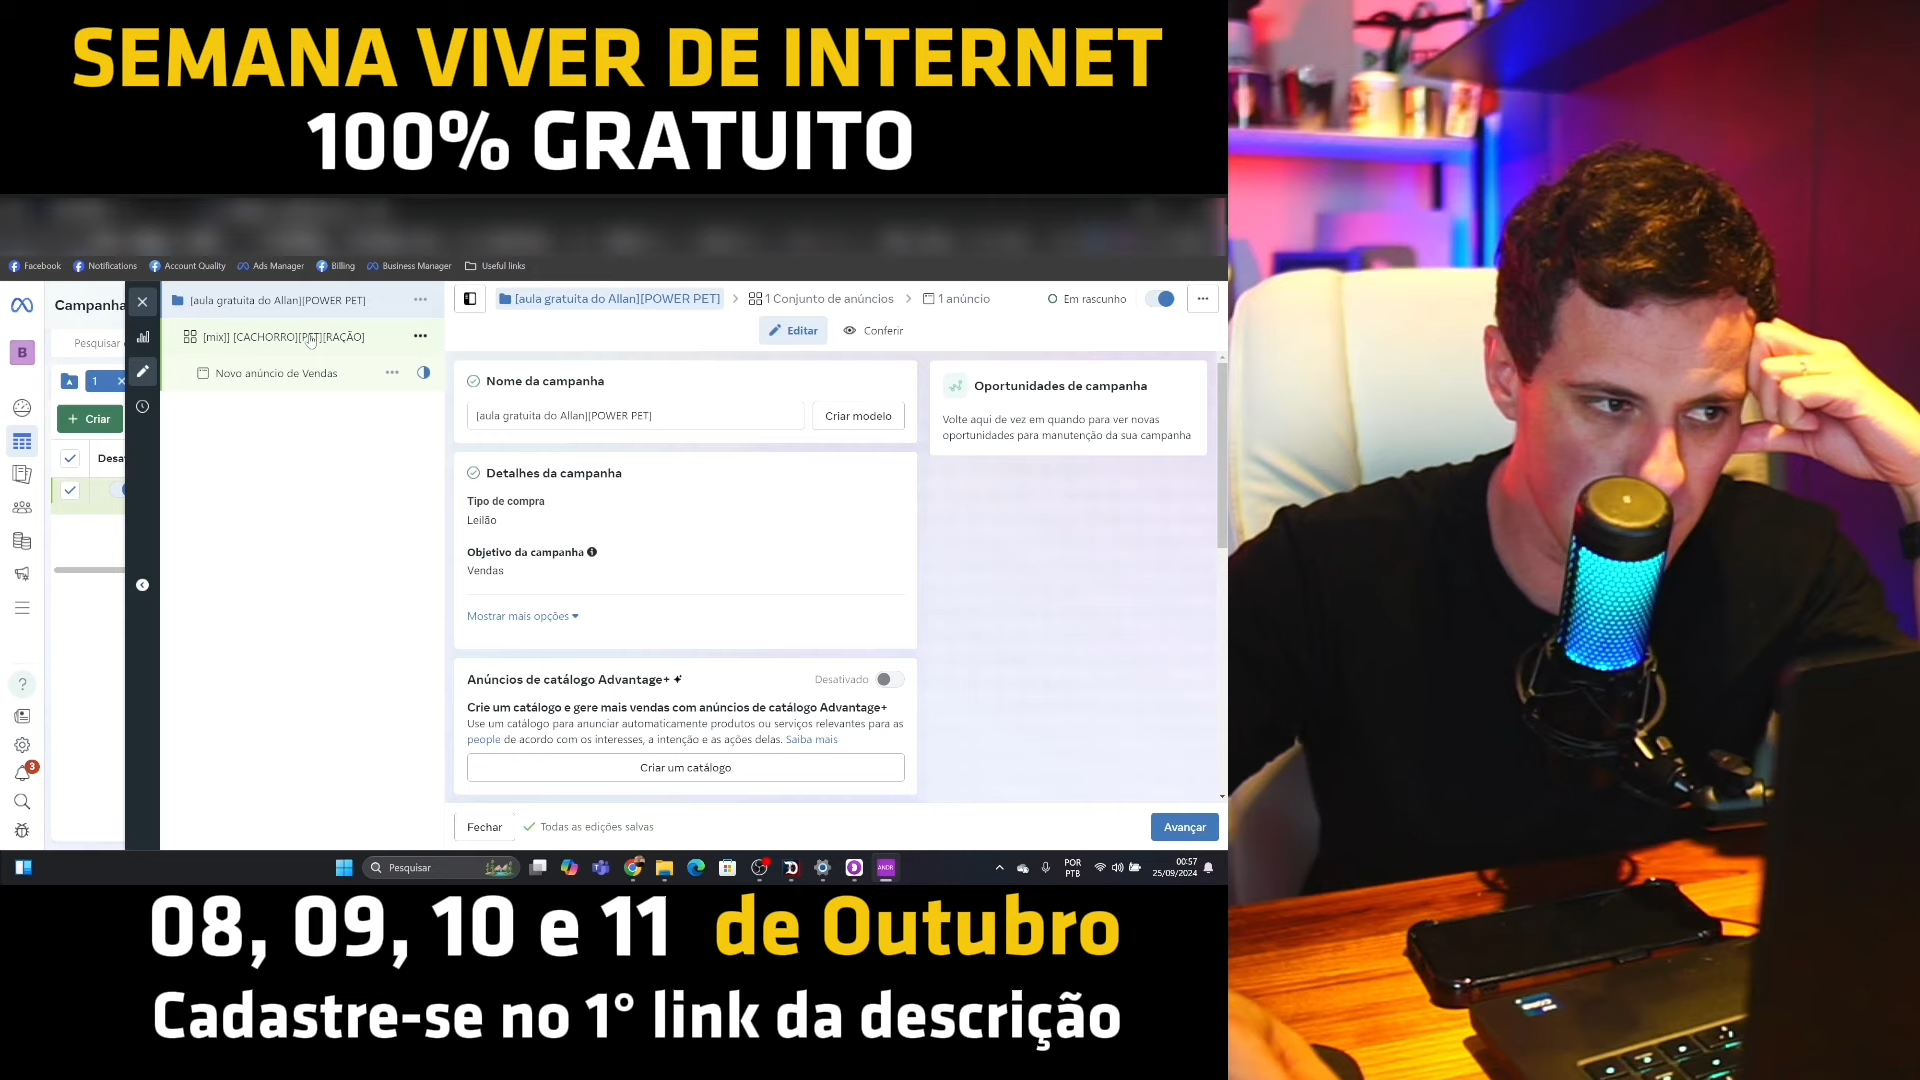 SEMANA VIVER DE INTERNET
100% GRATUITO
Facebook
Notifications
Account Quality
Ads Manager
Billing
Business Manager
Useful links
Campanha
Pesquisar
B
1
+ Criar
Desa
3
[aula gratuita do Allan][POWER PET]
[mix]] [CACHORRO][PET][RAÇÃO]
Novo anúncio de Vendas
[aula gratuita do Allan][POWER PET] > 1 Conjunto de anúncios > 1 anúncio
Em rascunho
Editar
Conferir
Nome da campanha
[aula gratuita do Allan][POWER PET]
Criar modelo
Detalhes da campanha
Tipo de compra
Leilão
Objetivo da campanha
Vendas
Mostrar mais opções
Anúncios de catálogo Advantage+
Desativado
Crie um catálogo e gere mais vendas com anúncios de catálogo Advantage+
Use um catálogo para anunciar automaticamente produtos ou serviços relevantes para as
people de acordo com os interesses, a intenção e as ações delas. Saiba mais
Criar um catálogo
Oportunidades de campanha
Volte aqui de vez em quando para ver novas
oportunidades para manutenção da sua campanha
Fechar
Todas as edições salvas
Avançar
Pesquisar
ANDR
POR
PTB
00:57
25/09/2024
08, 09, 10 e 11 de Outubro
Cadastre-se no 1° link da descrição